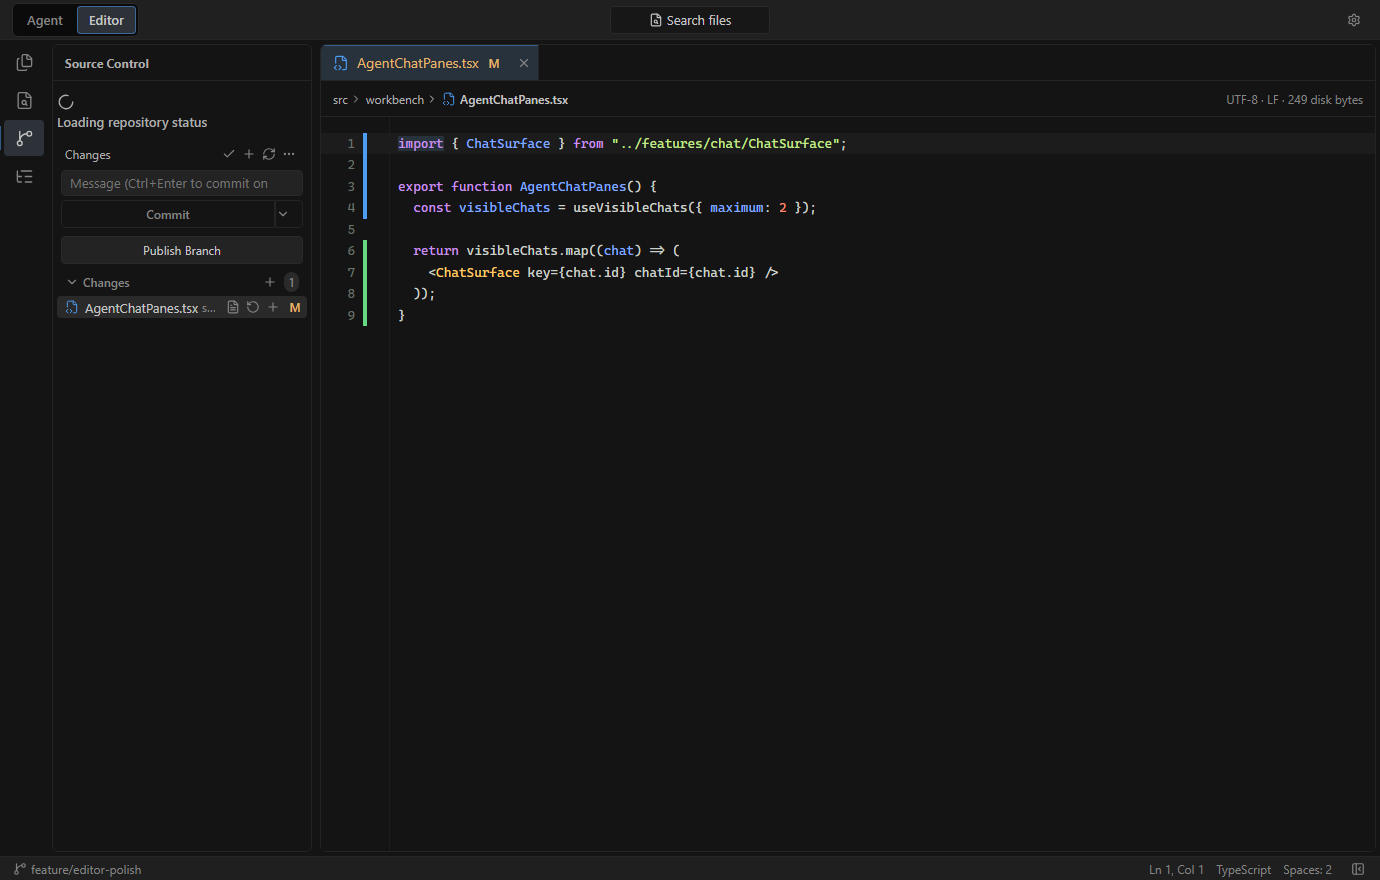 Agent Editor Search files
Source Control
Loading repository status
Changes
Message (Ctrl+Enter to commit on
Commit
Publish Branch
Changes 1
AgentChatPanes.tsx s... M
AgentChatPanes.tsx M
src workbench AgentChatPanes.tsx UTF-8 · LF · 249 disk bytes
1 import { ChatSurface } from "../features/chat/ChatSurface";
2
3 export function AgentChatPanes() {
4   const visibleChats = useVisibleChats({ maximum: 2 });
5
6   return visibleChats.map((chat) => (
7     <ChatSurface key={chat.id} chatId={chat.id} />
8   ));
9 }
feature/editor-polish Ln 1, Col 1 TypeScript Spaces: 2